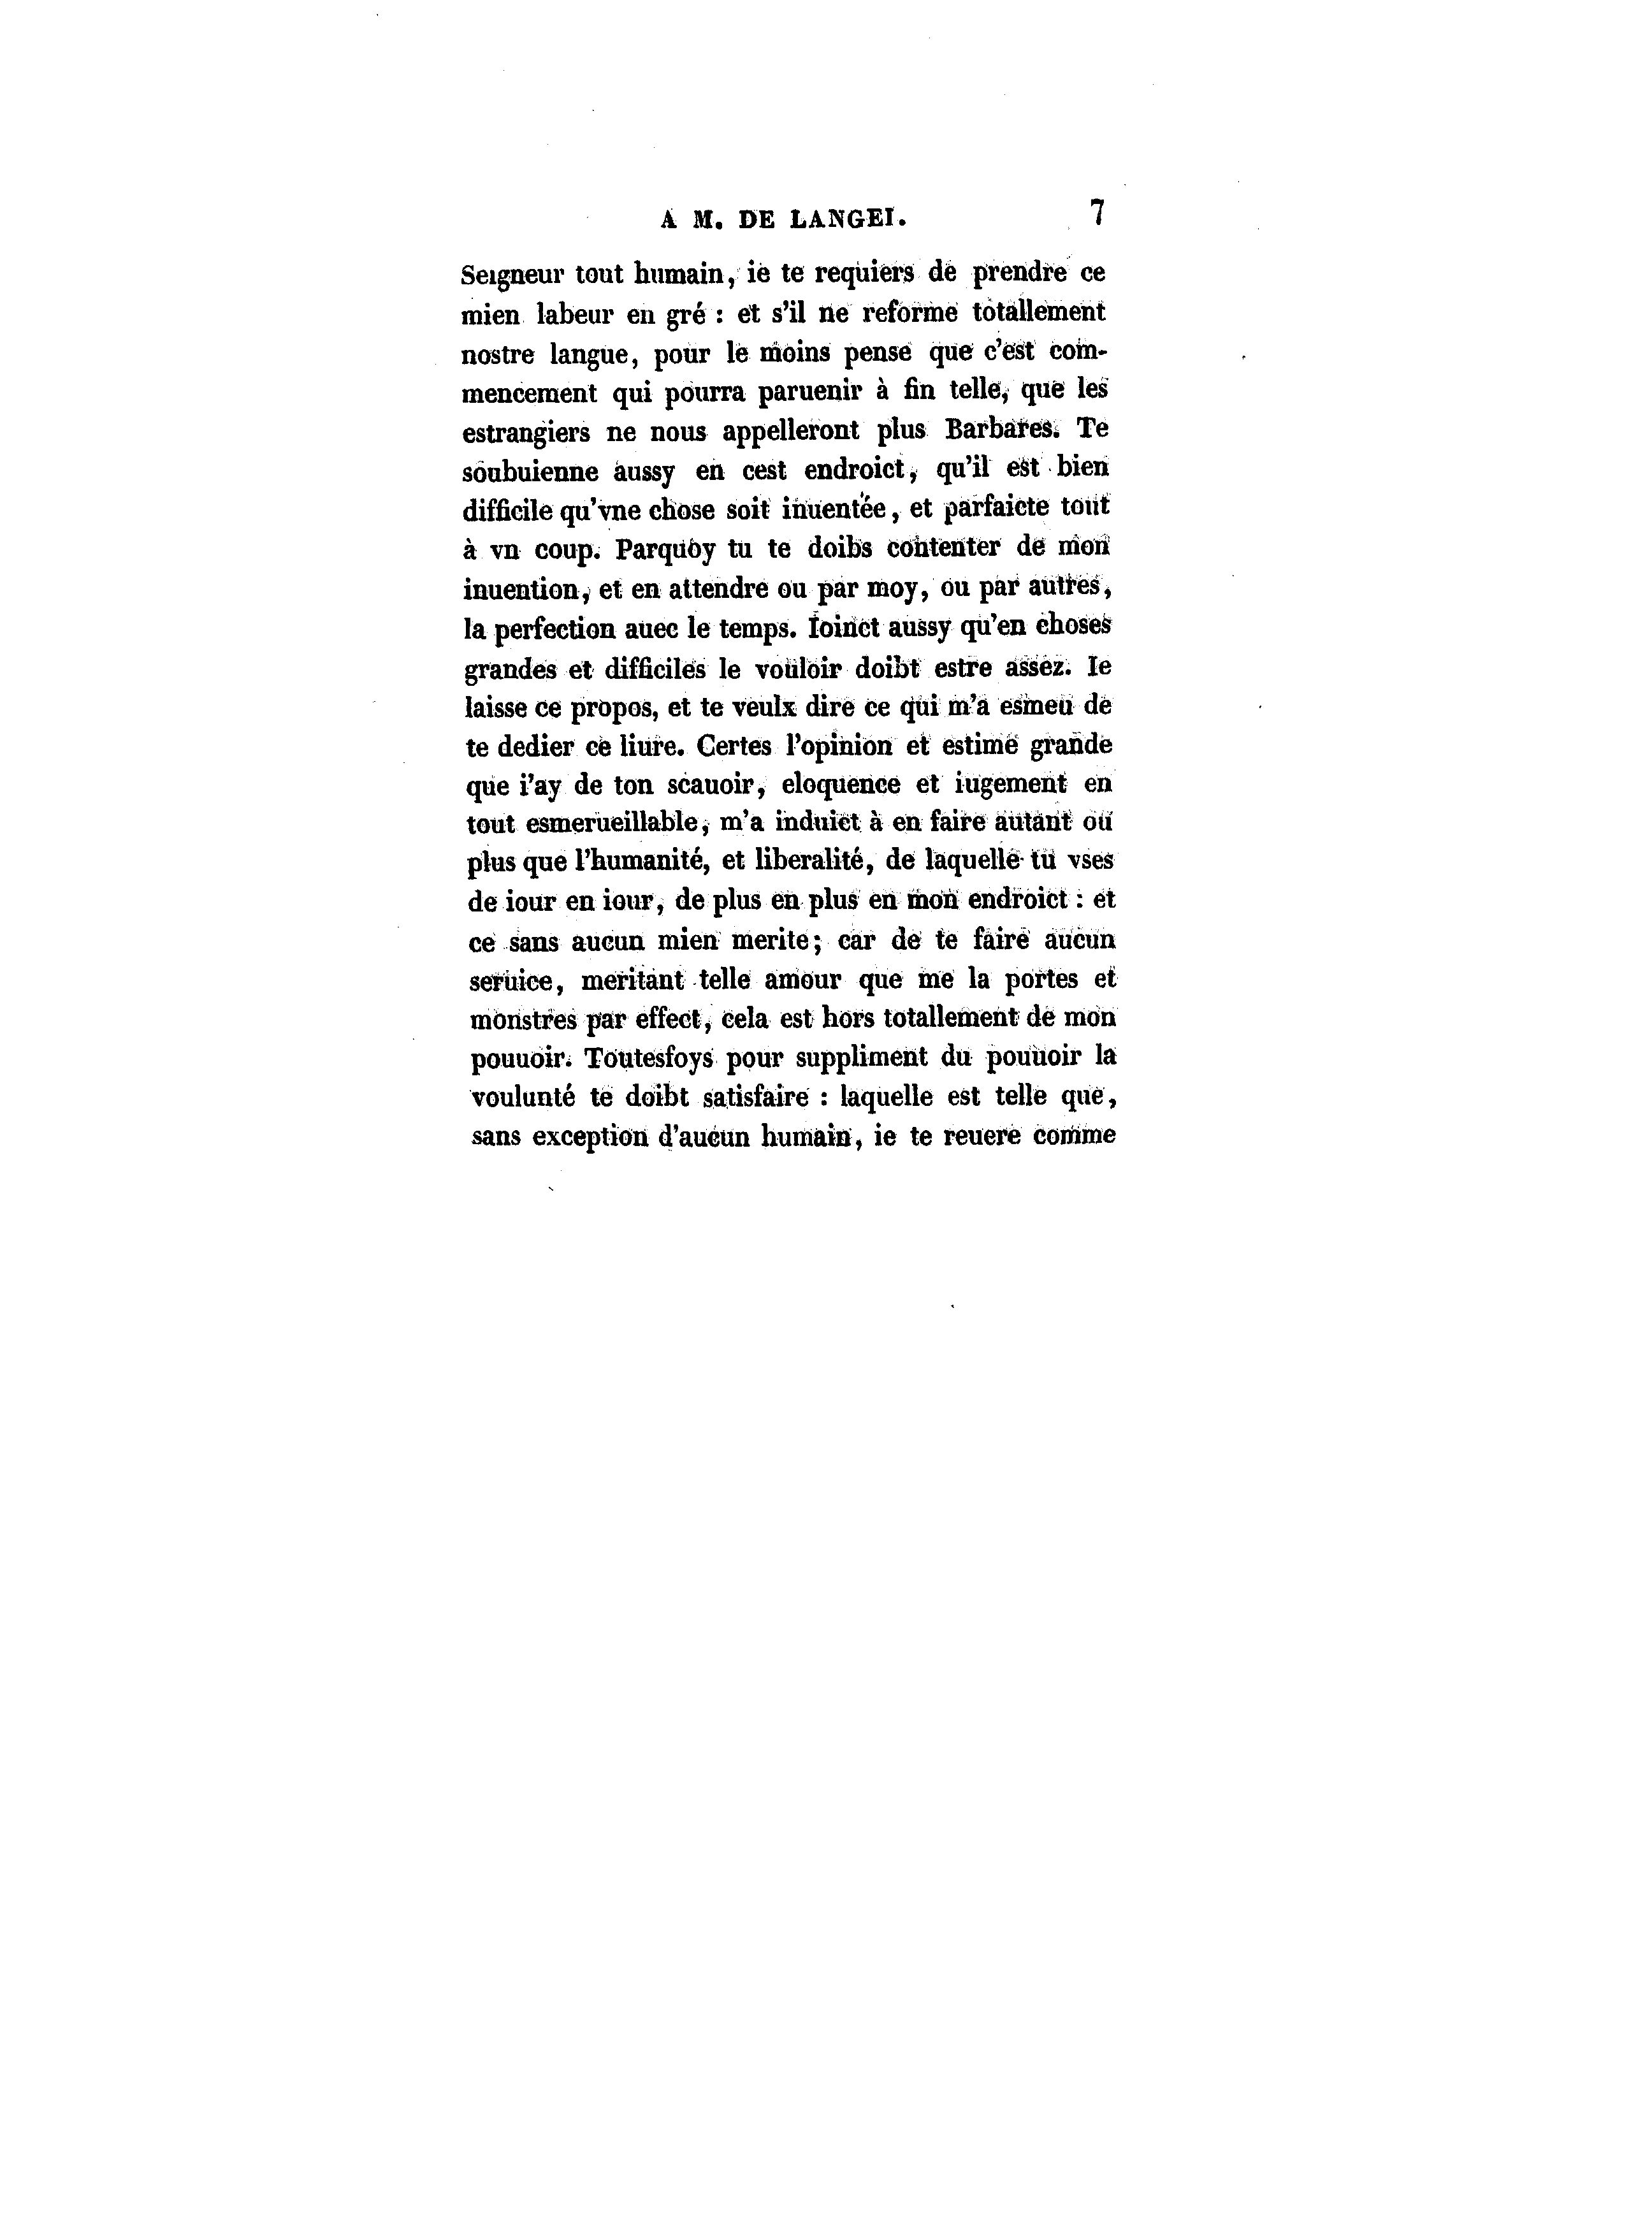 A M. DE LANGEI. 7
Seigneur tout humain, ie te requiers de prendre ce
mien labeur en gré : et s'il ne reforme totallement
nostre langue, pour le moins pense que c'est com-
mencement qui pourra paruenir à fin telle, que les
estrangiers ne nous appelleront plus Barbares. Te
soubuienne aussy en cest endroict, qu'il est bien
difficile qu'vne chose soit inuentée, et parfaicte tout
à vn coup. Parquoy tu te doibs contenter de mon
inuention, et en attendre ou par moy, ou par autres,
la perfection auec le temps. Ioinct aussy qu'en choses
grandes et difficiles le vouloir doibt estre assez. Ie
laisse ce propos, et te veulx dire ce qui m'a esmeu de
te dedier ce liure. Certes l'opinion et estime grande
que i'ay de ton scauoir, eloquence et iugement en
tout esmerueillable, m'a induict à en faire autant ou
plus que l'humanité, et liberalité, de laquelle tu vses
de iour en iour, de plus en plus en mon endroict : et
ce sans aucun mien merite; car de te faire aucun
seruice, meritant telle amour que me la portes et
monstres par effect, cela est hors totallement de mon
pouuoir. Toutesfoys pour suppliment du pouuoir la
voulunté te doibt satisfaire : laquelle est telle que,
sans exception d'aucun humain, ie te reuere comme